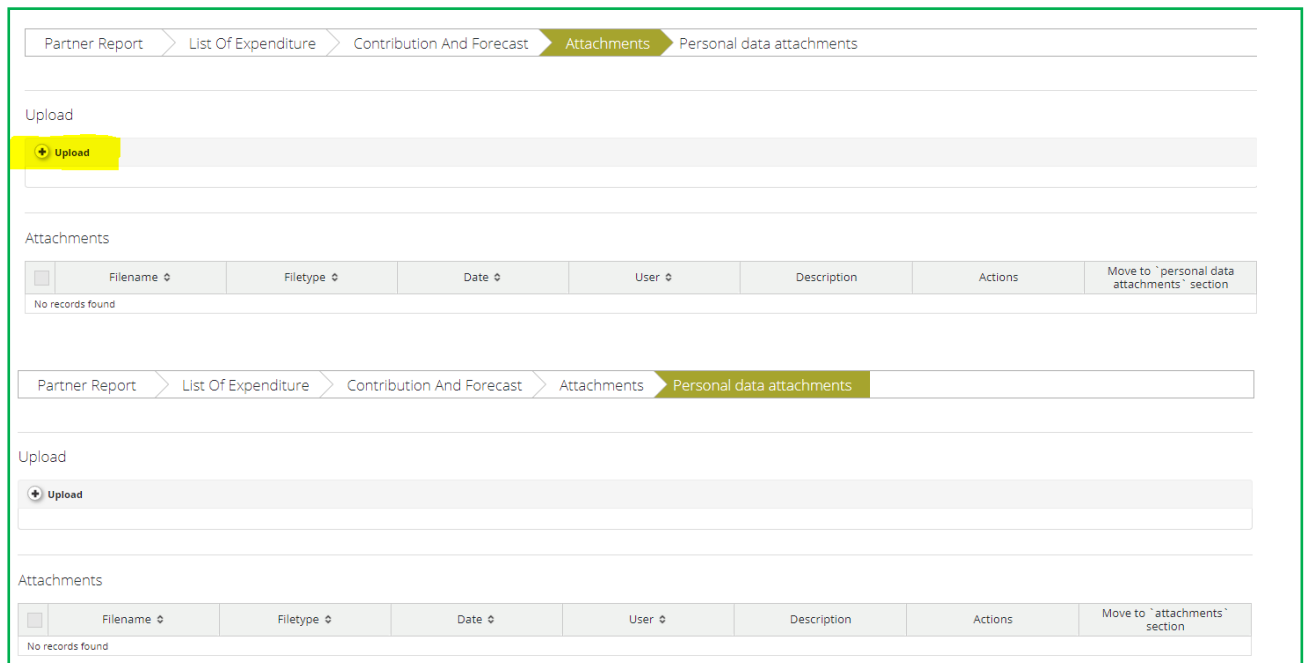 Partner Report List Of Expenditure Contribution And Forecast Attachments Personal data attachments
Upload
Upload
Attachments
Filename Filetype Date User Description Actions Move to `personal data
attachments` section
No records found
Partner Report List Of Expenditure Contribution And Forecast Attachments Personal data attachments
Upload
Upload
Attachments
Filename Filetype Date User Description Actions Move to `attachments`
section
No records found